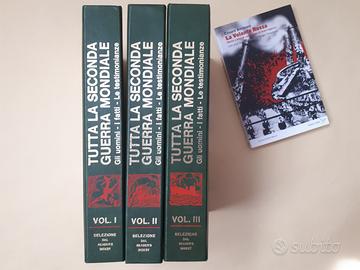 TUTTA LA SECONDA
GUERRA MONDIALE
Gli uomini - I fatti - Le testimonianze
VOL. I
SELEZIONE
DAL
READER'S
DIGEST
TUTTA LA SECONDA
GUERRA MONDIALE
Gli uomini - I fatti - Le testimonianze
VOL. II
SELEZIONE
DAL
READER'S
DIGEST
TUTTA LA SECONDA
GUERRA MONDIALE
Gli uomini - I fatti - Le testimonianze
VOL. III
SELEZIONE
DAL
READER'S
DIGEST
La Volante Rossa
subito